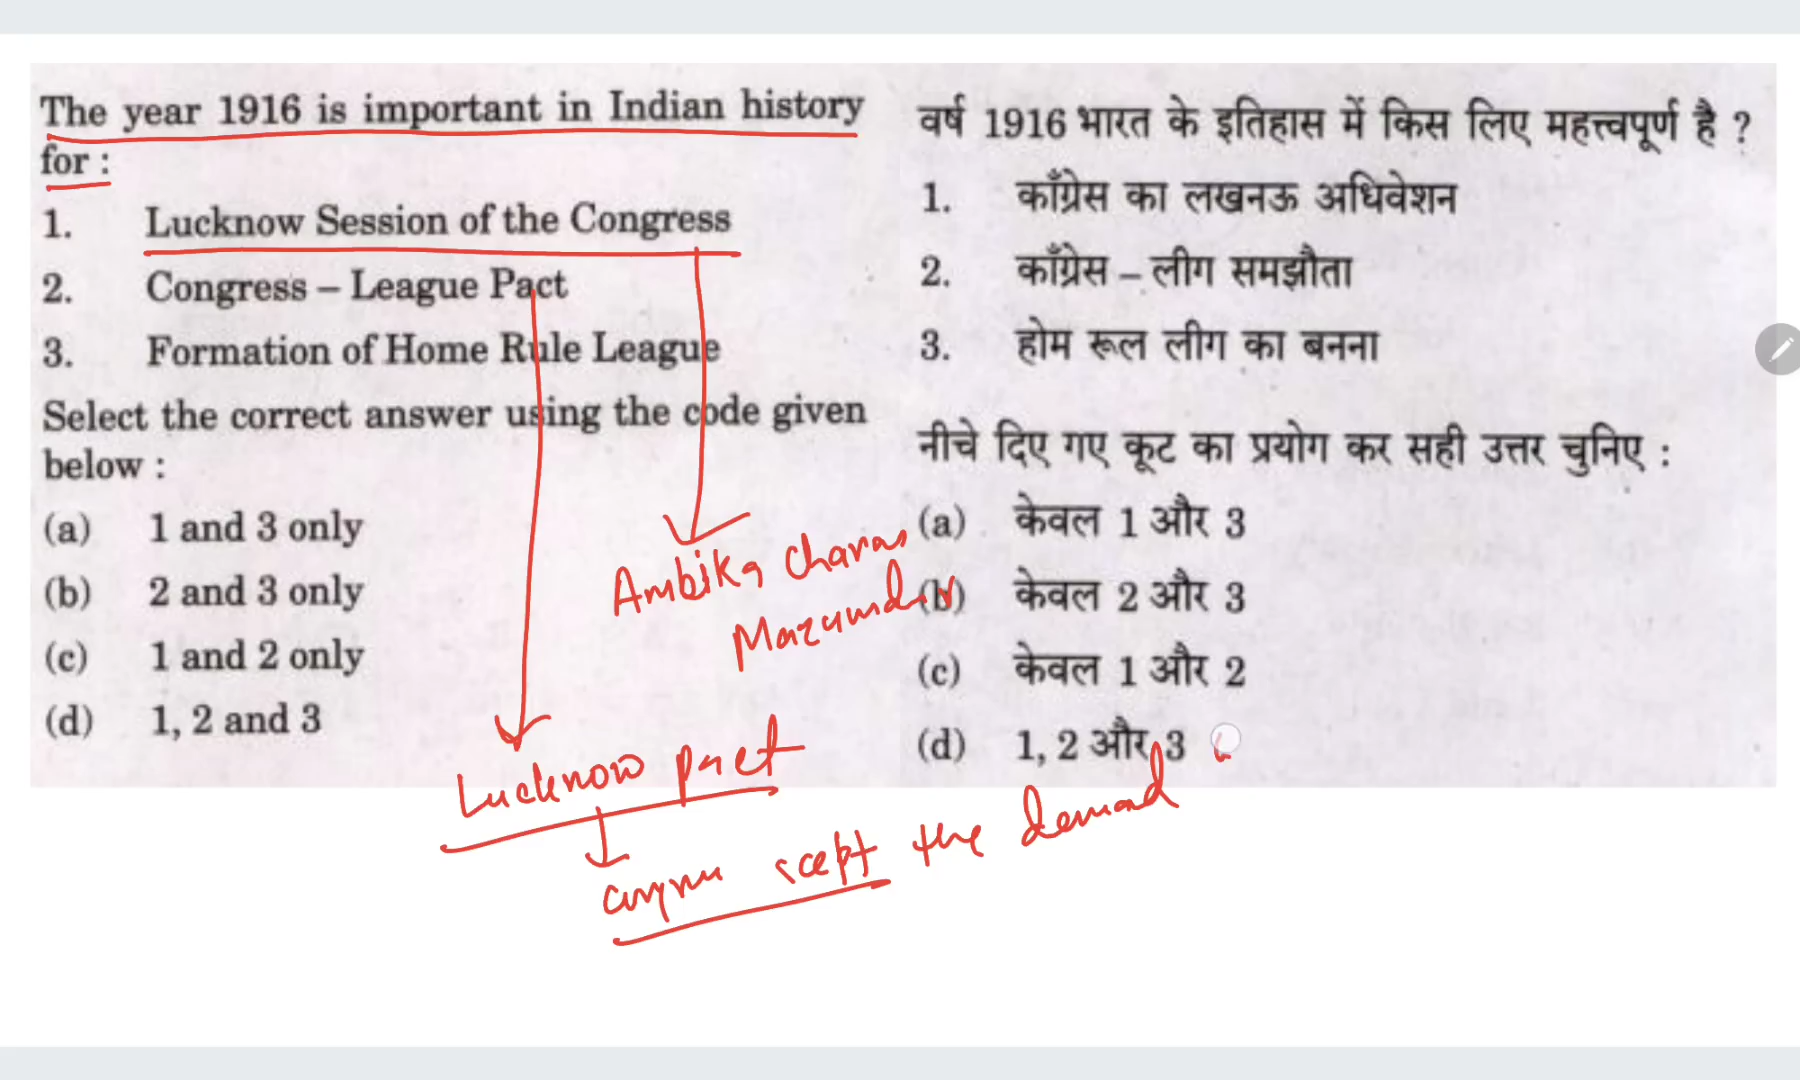 The year 1916 is important in Indian history
for :
1. Lucknow Session of the Congress
2. Congress – League Pact
3. Formation of Home Rule League
Select the correct answer using the code given
below :
(a) 1 and 3 only
(b) 2 and 3 only
(c) 1 and 2 only
(d) 1, 2 and 3
वर्ष 1916 भारत के इतिहास में किस लिए महत्त्वपूर्ण है ?
1. काँग्रेस का लखनऊ अधिवेशन
2. काँग्रेस – लीग समझौता
3. होम रूल लीग का बनना
नीचे दिए गए कूट का प्रयोग कर सही उत्तर चुनिए :
(a) केवल 1 और 3
(b) केवल 2 और 3
(c) केवल 1 और 2
(d) 1, 2 और 3
Ambika Charan
Mazumdar
Lucknow pact
the demand